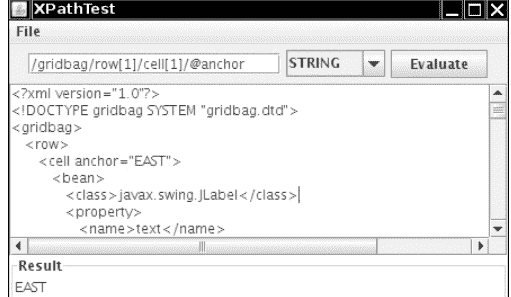 XPathTest
File
/gridbag/row[1]/cell[1]/@anchor STRING Evaluate
<?xml version="1.0"?>
<!DOCTYPE gridbag SYSTEM "gridbag.dtd">
<gridbag>
<row>
<cell anchor="EAST">
<bean>
<class>javax.swing.JLabel</class>
<property>
<name>text</name>
Result
EAST